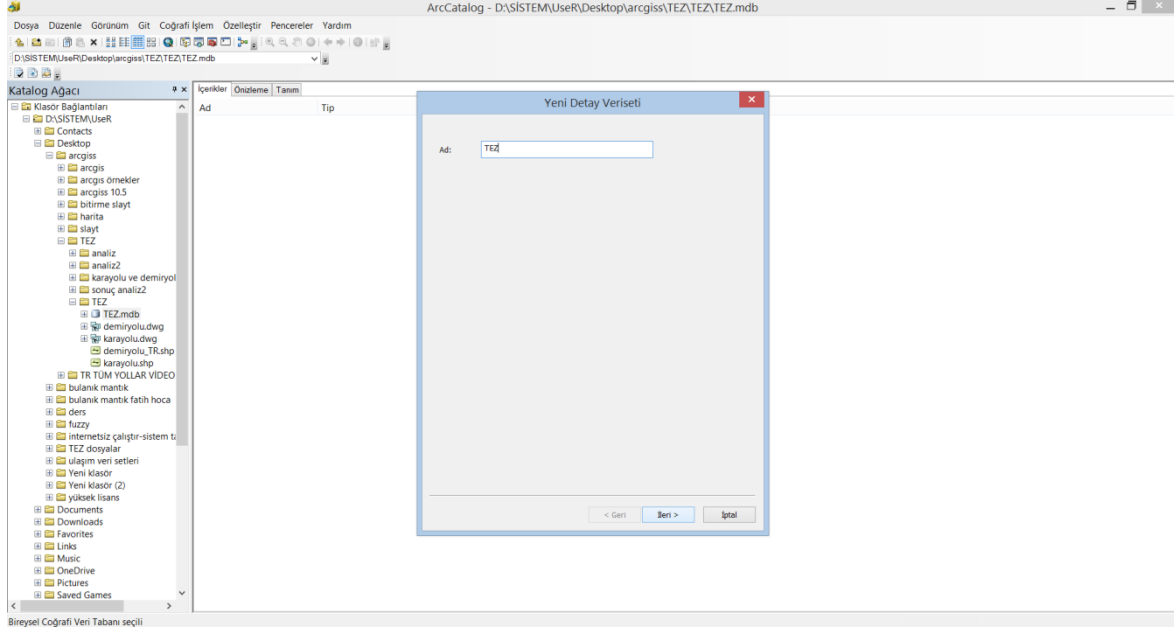 ArcCatalog - D:\SİSTEM\UseR\Desktop\arcgiss\TEZ\TEZ\TEZ.mdb
Dosya Düzenle Görünüm Git Coğrafi İşlem Özelleştir Pencereler Yardım
D:\SİSTEM\UseR\Desktop\arcgiss\TEZ\TEZ\TEZ.mdb
Katalog Ağacı
Klasör Bağlantıları
D:\SİSTEM\UseR
Contacts
Desktop
arcgiss
arcgis
arcgıs örnekler
arcgiss 10.5
bitirme slayt
harita
slayt
TEZ
analiz
analiz2
karayolu ve demiryol
sonuç analiz2
TEZ
TEZ.mdb
demiryolu.dwg
karayolu.dwg
demiryolu_TR.shp
karayolu.shp
TR TÜM YOLLAR VİDEO
bulanık mantık
bulanık mantık fatih hoca
ders
fuzzy
internetsiz çalıştır-sistem ta
TEZ dosyalar
ulaşım veri setleri
Yeni klasör
Yeni klasör (2)
yüksek lisans
Documents
Downloads
Favorites
Links
Music
OneDrive
Pictures
Saved Games
İçerikler Önizleme Tanım
Ad Tip
Yeni Detay Veriseti
Ad: TEZ
< Geri İleri > İptal
Bireysel Coğrafi Veri Tabanı seçili